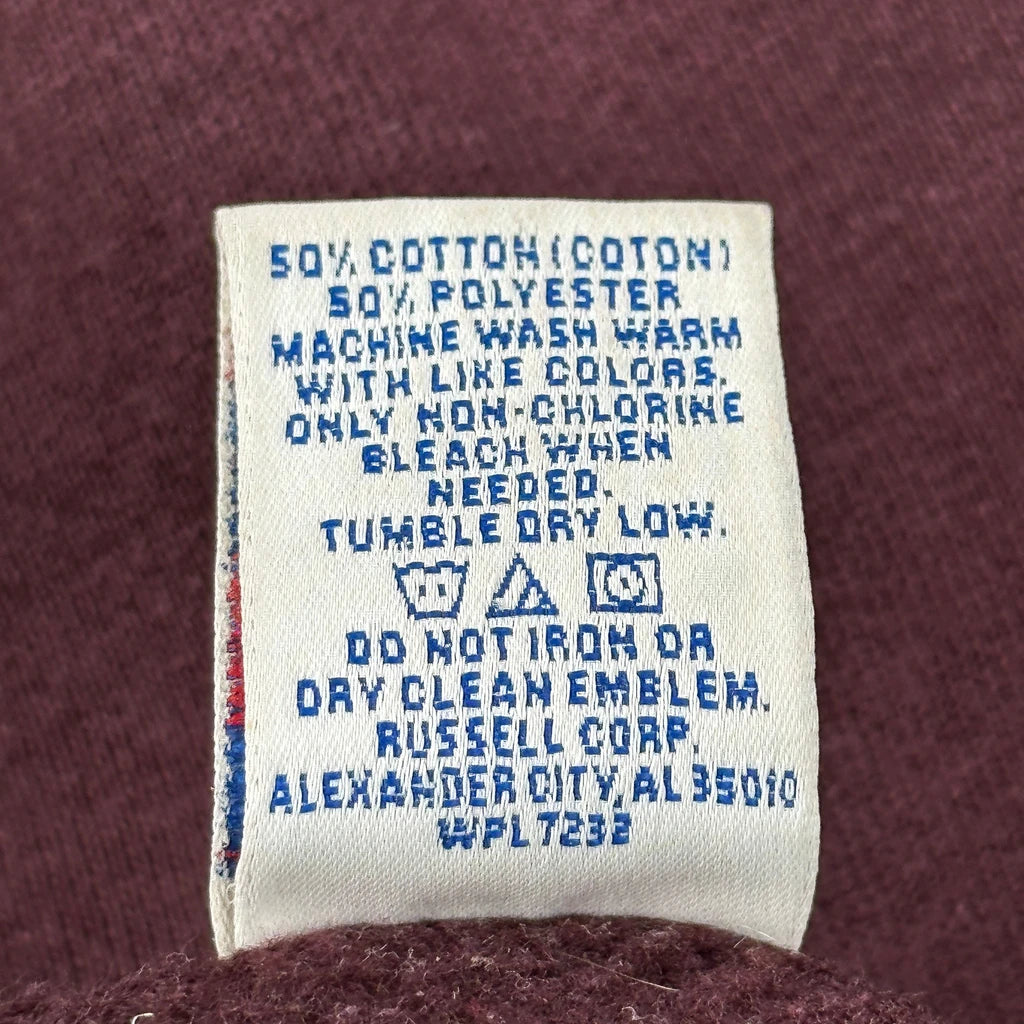 50% COTTON (COTON)
50% POLYESTER
MACHINE WASH WARM
WITH LIKE COLORS.
ONLY NON-CHLORINE
BLEACH WHEN
NEEDED.
TUMBLE DRY LOW.
DO NOT IRON OR
DRY CLEAN EMBLEM.
RUSSELL CORP.
ALEXANDER CITY, AL 35010
WPL 7233